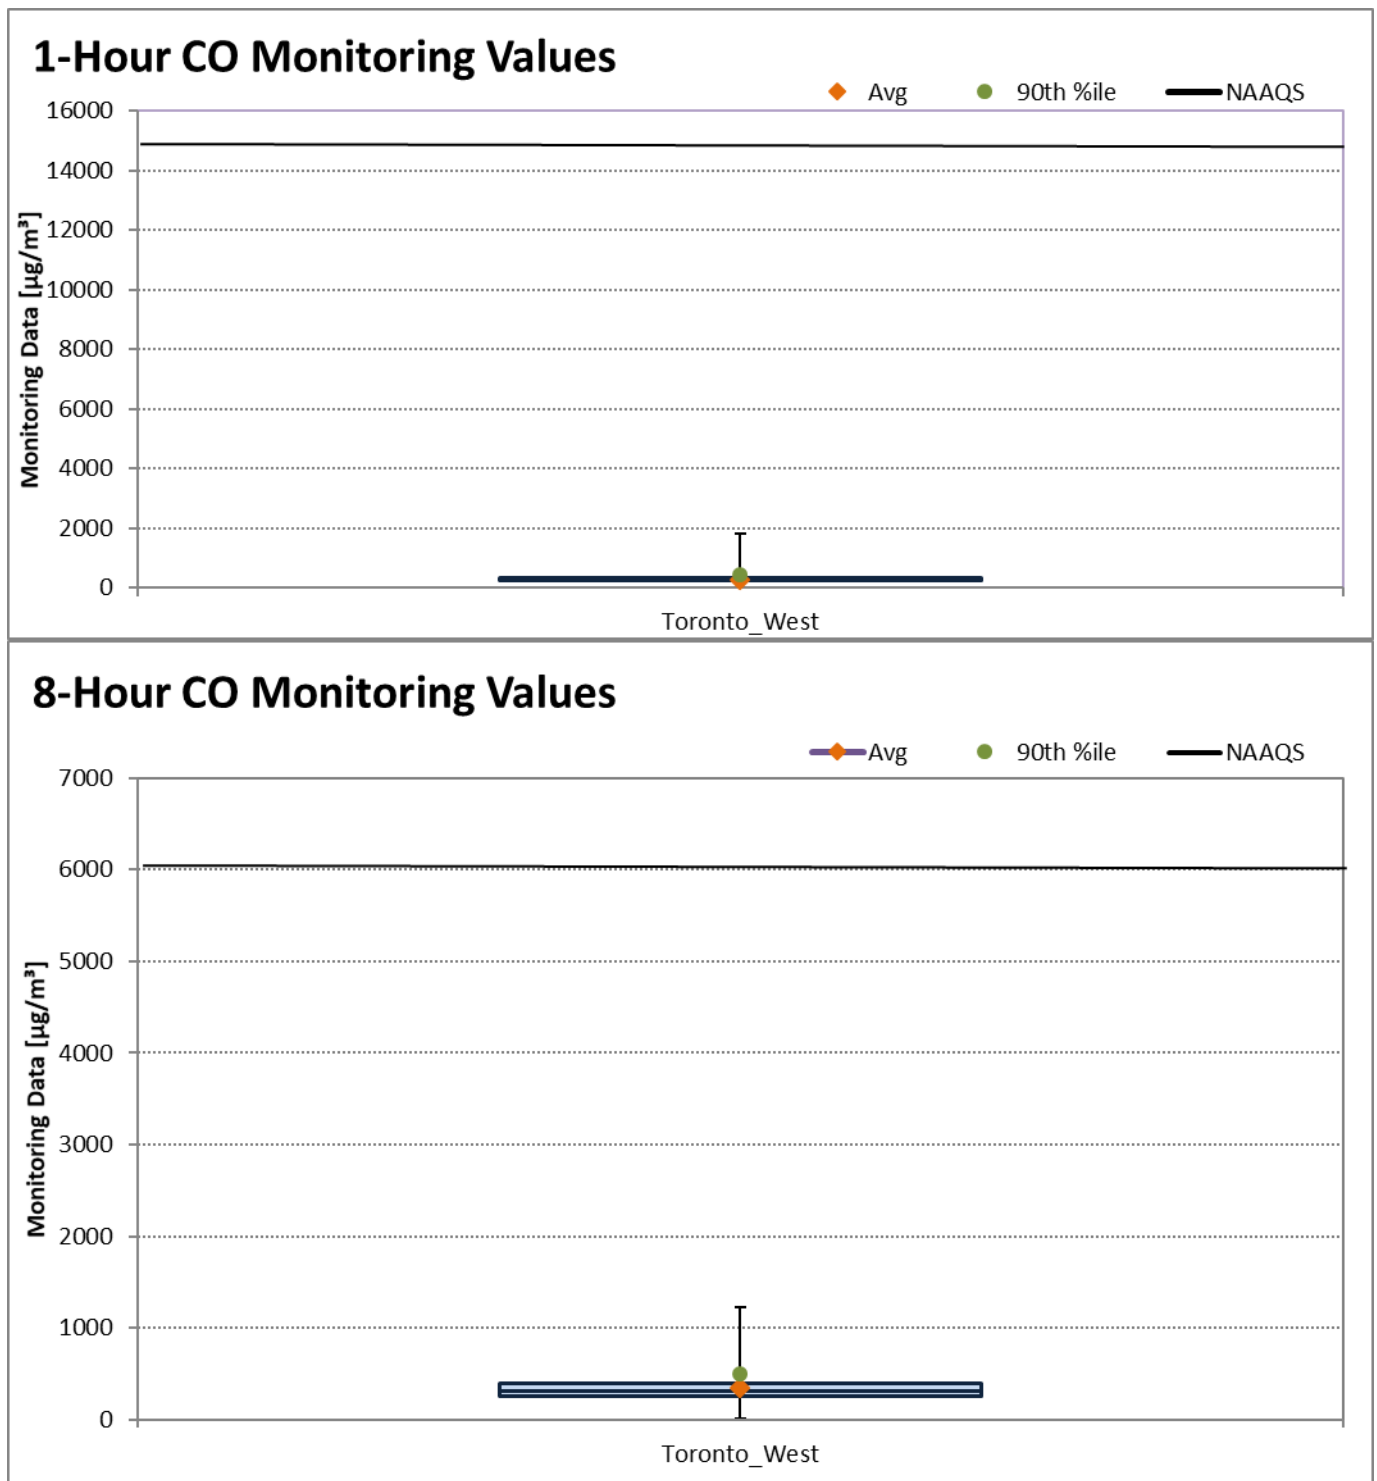 1-Hour CO Monitoring Values
Avg 90th %ile NAAQS
Monitoring Data [µg/m³]
16000
14000
12000
10000
8000
6000
4000
2000
0
Toronto_West
8-Hour CO Monitoring Values
Avg 90th %ile NAAQS
Monitoring Data [µg/m³]
7000
6000
5000
4000
3000
2000
1000
0
Toronto_West